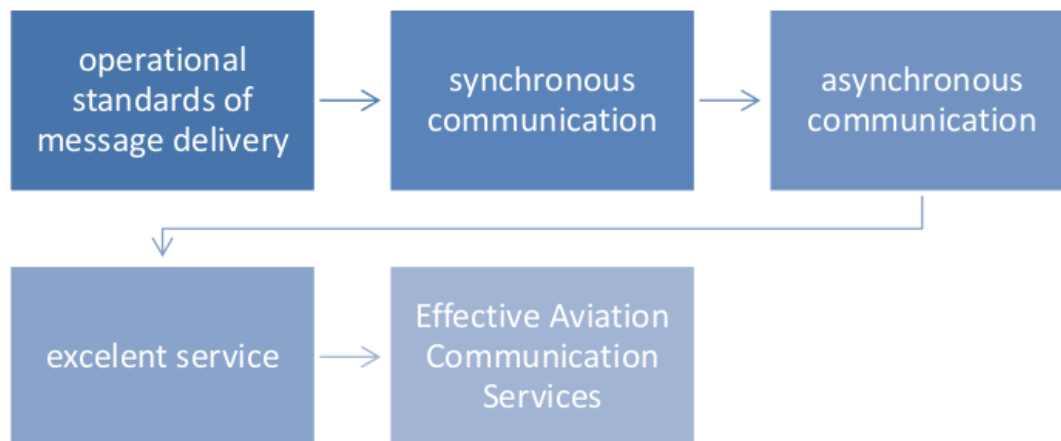 operational
standards of
message delivery
synchronous
communication
asynchronous
communication
excelent service
Effective Aviation
Communication
Services